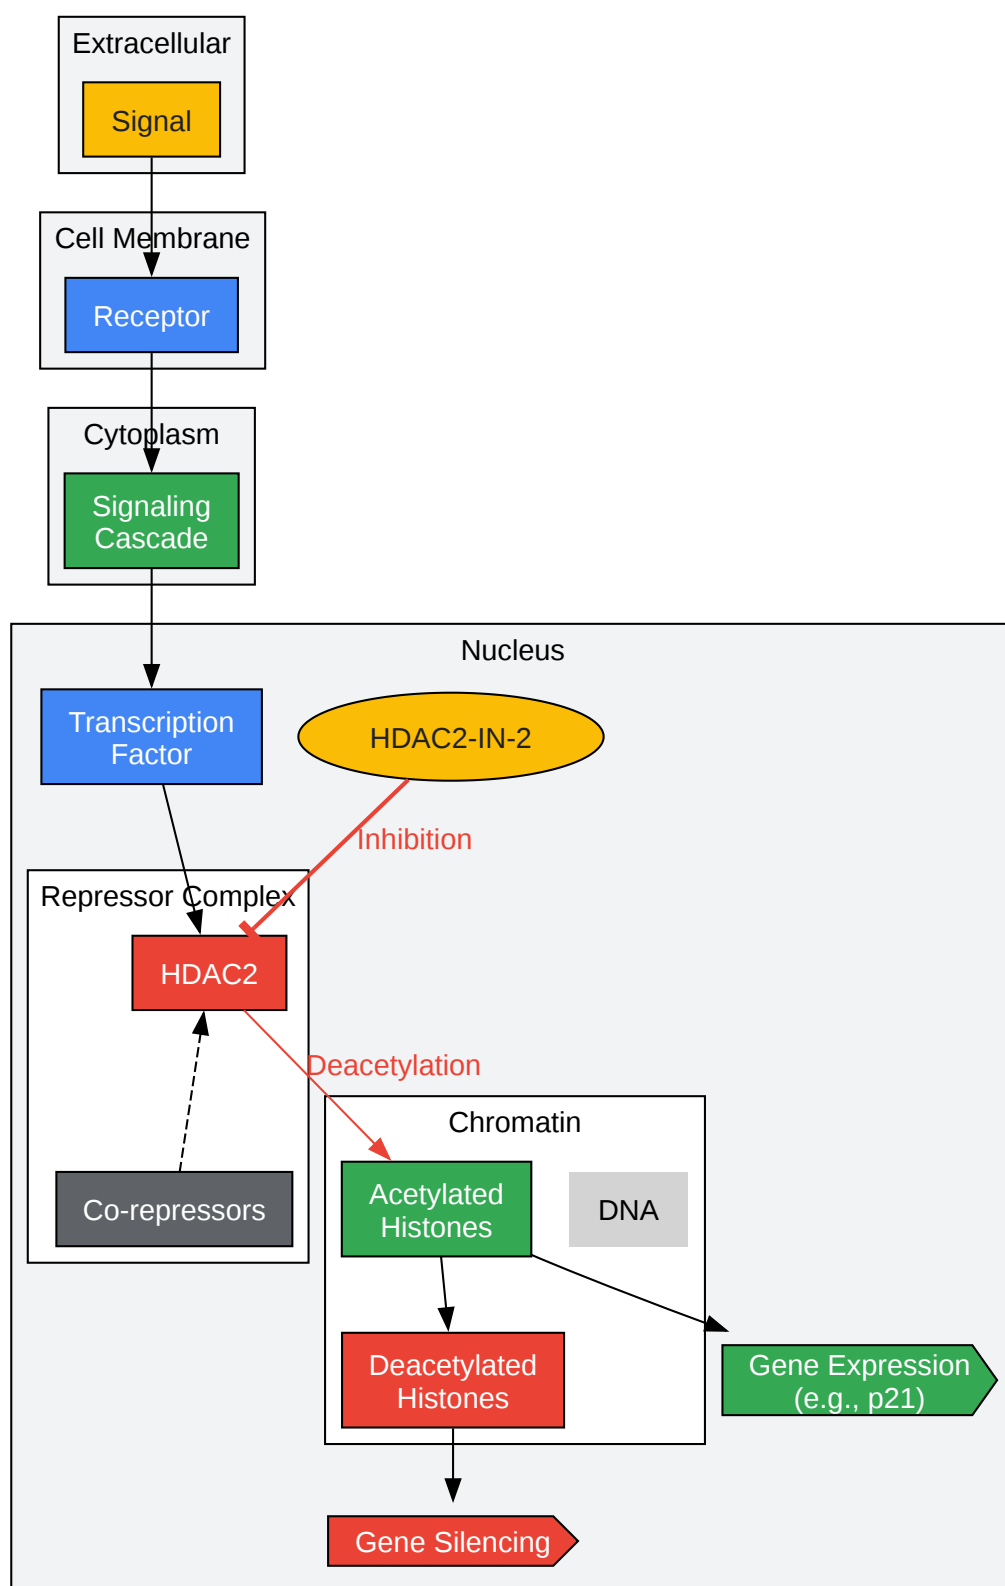 Extracellular
Signal
Cell Membrane
Receptor
Cytoplasm
Signaling
Cascade
Nucleus
Transcription
Factor
HDAC2-IN-2
Inhibition
Repressor Complex
HDAC2
Deacetylation
Chromatin
Co-repressors
Acetylated
Histones
DNA
Deacetylated
Histones
Gene Expression
(e.g., p21)
Gene Silencing